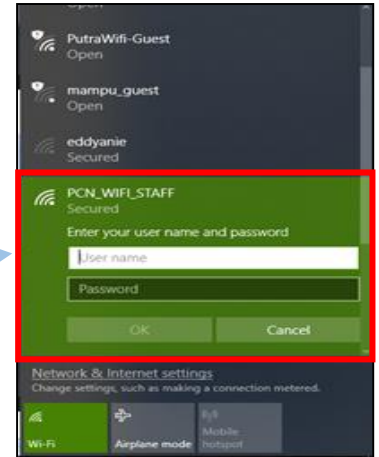 Open
PutraWifi-Guest
Open
mampu_guest
Open
eddyanie
Secured
PCN_WIFI_STAFF
Secured
Enter your user name and password
User name
Password
OK
Cancel
Network & Internet settings
Change settings, such as making a connection metered.
Wi-Fi
Airplane mode
Mobile
hotspot